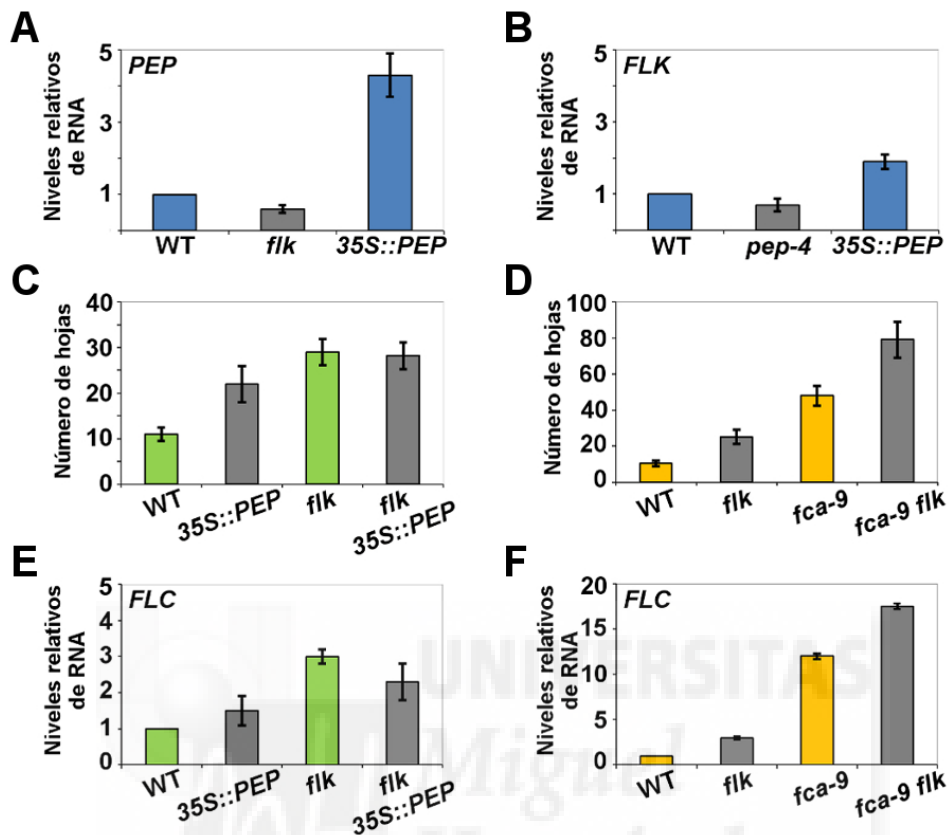 A
Niveles relativos
de RNA
5
3
1
PEP
WT
flk
35S::PEP
B
Niveles relativos
de RNA
5
3
1
FLK
WT
pep-4
35S::PEP
C
Número de hojas
40
30
20
10
0
WT
35S::PEP
flk
flk
35S::PEP
D
Número de hojas
100
80
60
40
20
0
WT
flk
fca-9
fca-9 flk
E
Niveles relativos
de RNA
5
4
3
2
1
0
FLC
WT
35S::PEP
flk
flk
35S::PEP
F
Niveles relativos
de RNA
20
15
10
5
0
FLC
WT
flk
fca-9
fca-9 flk
UNIVERSITAS
Miguel